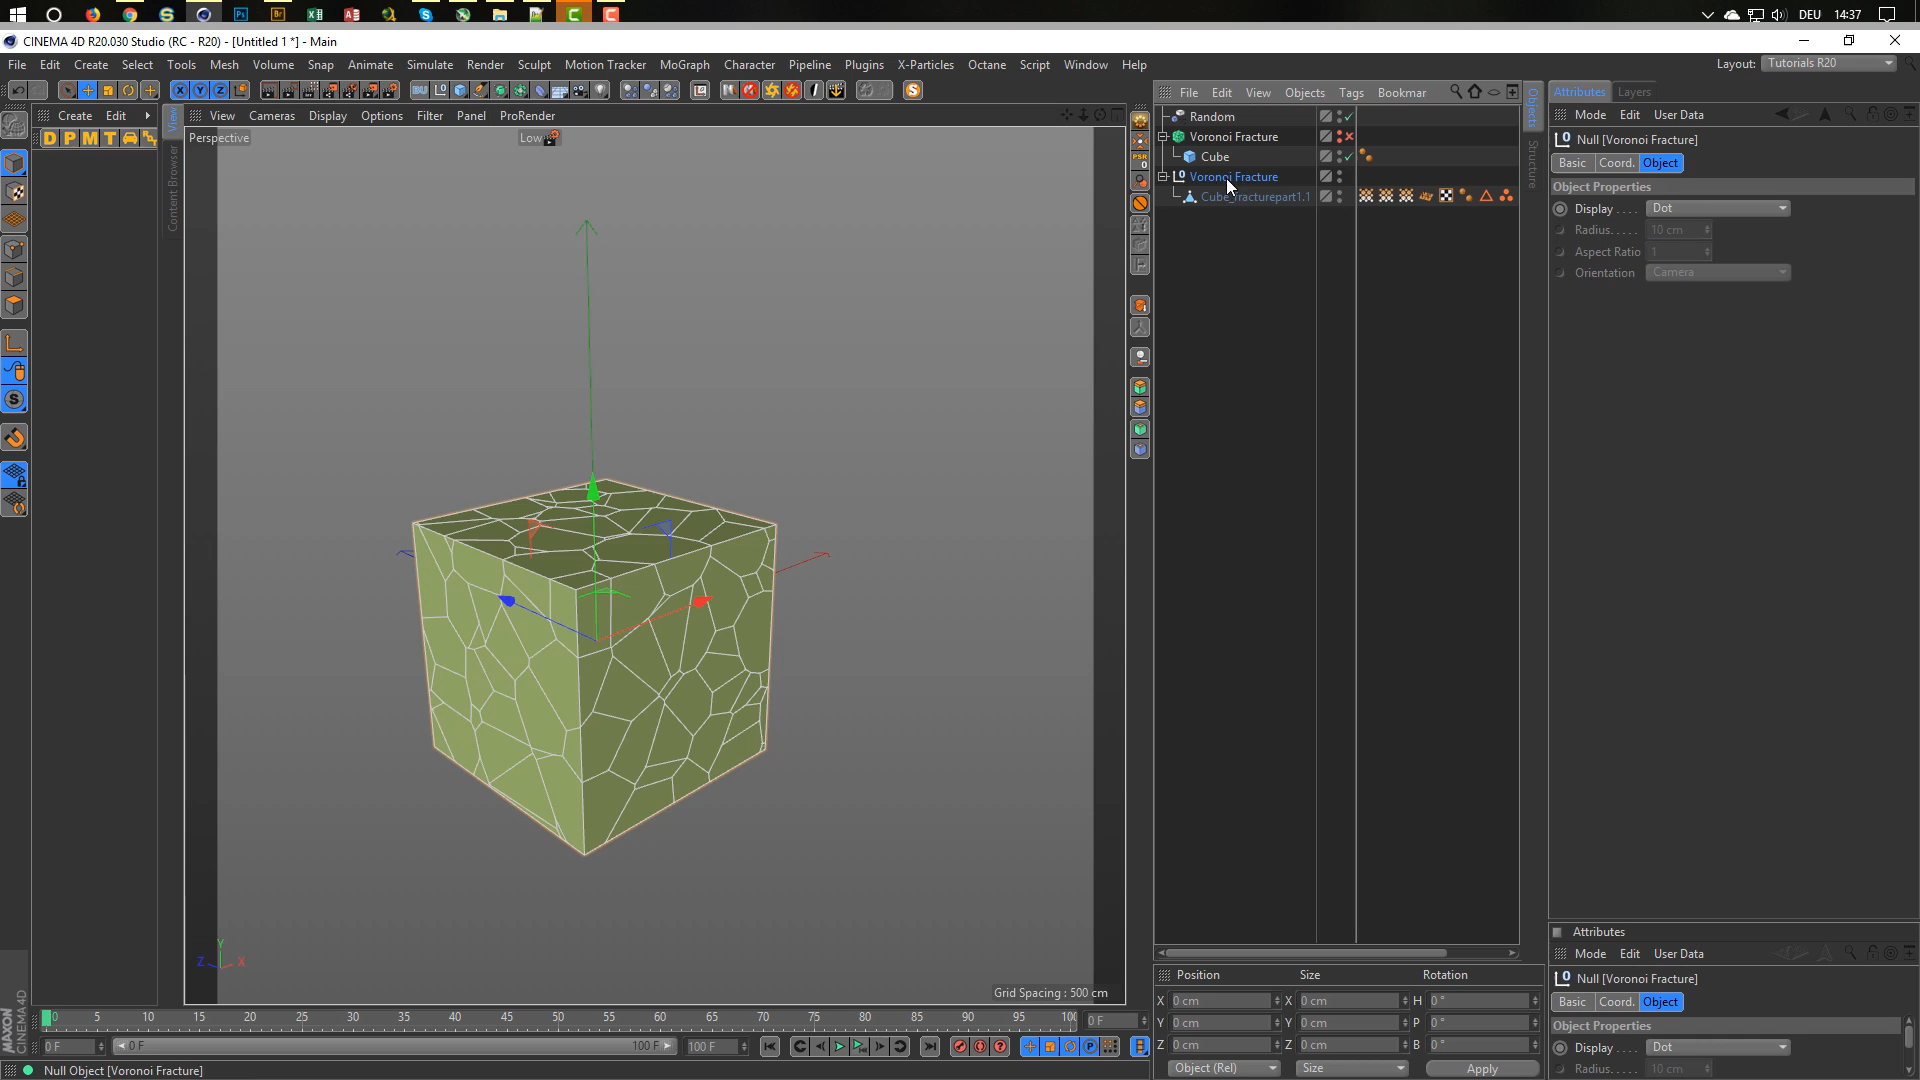 DEU 14:37
CINEMA 4D R20.030 Studio (RC - R20) - [Untitled 1 *] - Main
File Edit Create Select Tools Mesh Volume Snap Animate Simulate Render Sculpt Motion Tracker MoGraph Character Pipeline Plugins X-Particles Octane Script Window Help
Layout: Tutorials R20
Create Edit
D P M T
View
Content Browser
View Cameras Display Options Filter Panel ProRender
Perspective
Low
Y
Z X
Grid Spacing : 500 cm
File Edit View Objects Tags Bookmar
Random
Voronoi Fracture
Cube
Voronoi Fracture
Cube_fracturepart1.1
Objects
Structure
Attributes Layers
Mode Edit User Data
Null [Voronoi Fracture]
Basic Coord. Object
Object Properties
Display . . . . Dot
Radius. . . . . 10 cm
Aspect Ratio 1
Orientation Camera
Position Size Rotation
X 0 cm X 0 cm H 0 °
Y 0 cm Y 0 cm P 0 °
Z 0 cm Z 0 cm B 0 °
Object (Rel) Size Apply
Attributes
Mode Edit User Data
Null [Voronoi Fracture]
Basic Coord. Object
Object Properties
Display . . . . Dot
Radius. . . . . 10 cm
0 5 10 15 20 25 30 35 40 45 50 55 60 65 70 75 80 85 90 95 100 0 F
0 F 0 F 100 F 100 F
MAXON
CINEMA 4D
Null Object [Voronoi Fracture]